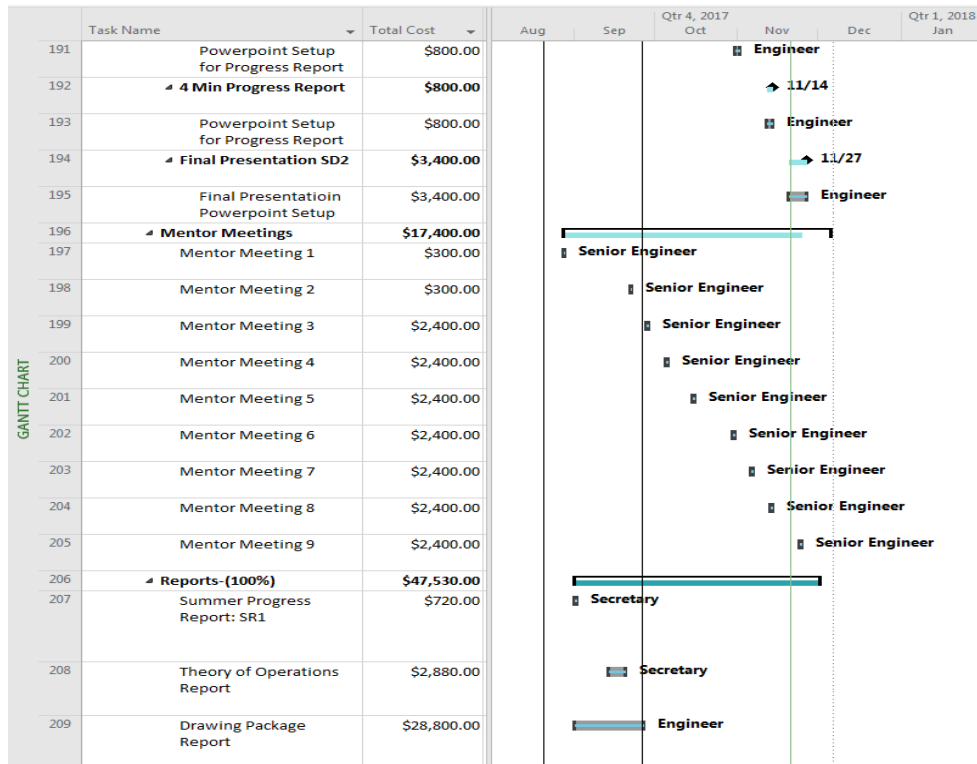 Qtr 4, 2017 Qtr 1, 2018
Task Name Total Cost Aug Sep Oct Nov Dec Jan
GANTT CHART
191 Powerpoint Setup $800.00 Engineer
for Progress Report
192 4 Min Progress Report $800.00 11/14
193 Powerpoint Setup $800.00 Engineer
for Progress Report
194 Final Presentation SD2 $3,400.00 11/27
195 Final Presentatioin $3,400.00 Engineer
Powerpoint Setup
196 Mentor Meetings $17,400.00
197 Mentor Meeting 1 $300.00 Senior Engineer
198 Mentor Meeting 2 $300.00 Senior Engineer
199 Mentor Meeting 3 $2,400.00 Senior Engineer
200 Mentor Meeting 4 $2,400.00 Senior Engineer
201 Mentor Meeting 5 $2,400.00 Senior Engineer
202 Mentor Meeting 6 $2,400.00 Senior Engineer
203 Mentor Meeting 7 $2,400.00 Senior Engineer
204 Mentor Meeting 8 $2,400.00 Senior Engineer
205 Mentor Meeting 9 $2,400.00 Senior Engineer
206 Reports-(100%) $47,530.00
207 Summer Progress $720.00 Secretary
Report: SR1
208 Theory of Operations $2,880.00 Secretary
Report
209 Drawing Package $28,800.00 Engineer
Report